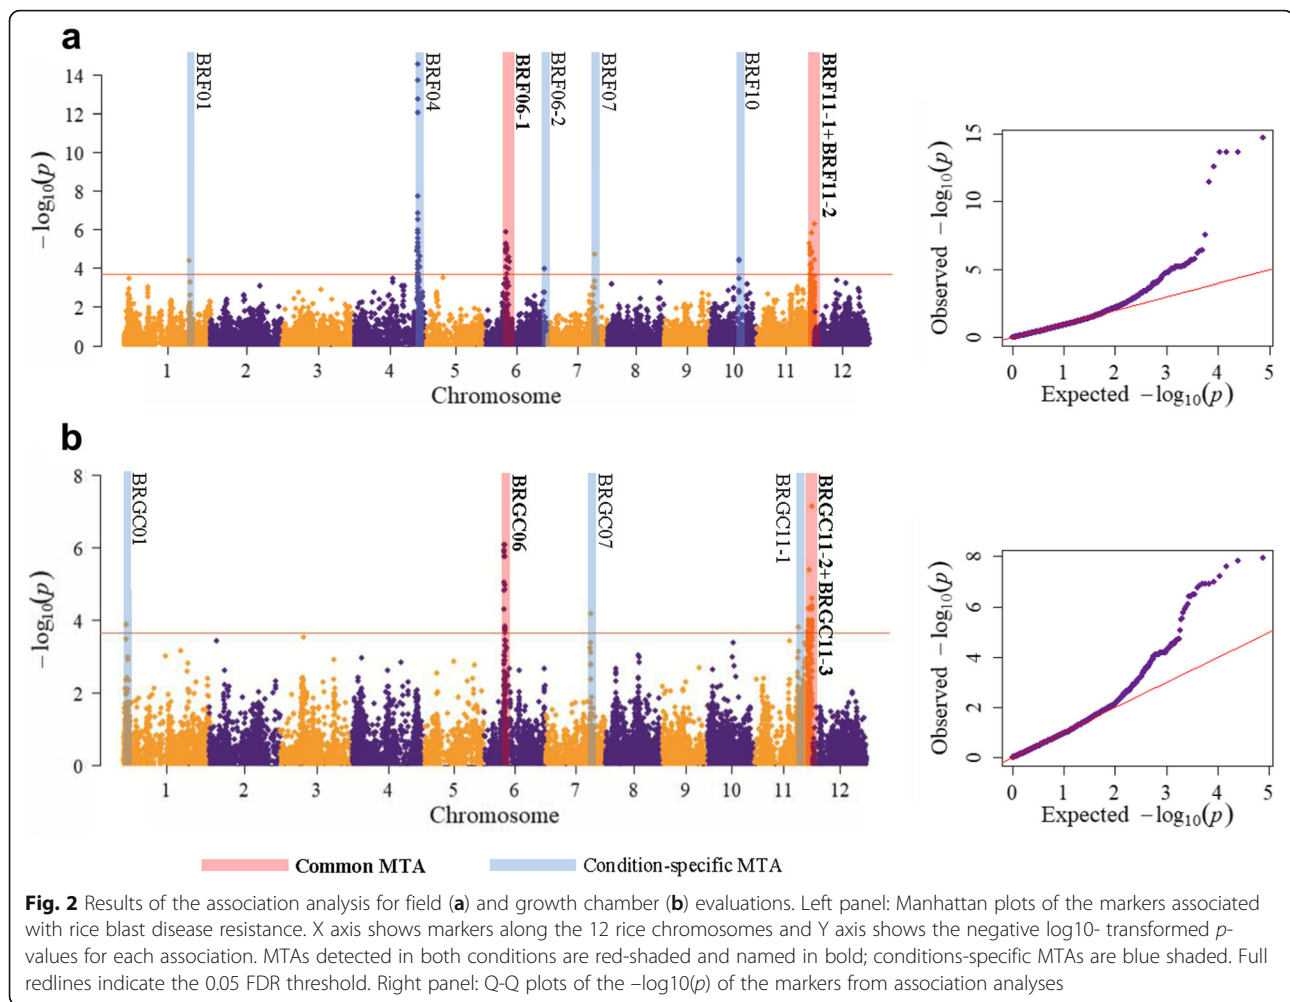 a
14
12
10
8
6
4
2
0
−log10(p)
BRF01
BRF04
BRF06-1
BRF06-2
BRF07
BRF10
BRF11-1+BRF11-2
1 2 3 4 5 6 7 8 9 10 11 12
Chromosome
15
10
5
0
Observed −log10(p)
0 1 2 3 4 5
Expected −log10(p)
b
8
6
4
2
0
−log10(p)
BRGC01
BRGC06
BRGC07
BRGC11-1
BRGC11-2+BRGC11-3
1 2 3 4 5 6 7 8 9 10 11 12
Chromosome
8
6
4
2
0
Observed −log10(p)
0 1 2 3 4 5
Expected −log10(p)
Common MTA
Condition-specific MTA
Fig. 2 Results of the association analysis for field (a) and growth chamber (b) evaluations. Left panel: Manhattan plots of the markers associated
with rice blast disease resistance. X axis shows markers along the 12 rice chromosomes and Y axis shows the negative log10- transformed p-
values for each association. MTAs detected in both conditions are red-shaded and named in bold; conditions-specific MTAs are blue shaded. Full
redlines indicate the 0.05 FDR threshold. Right panel: Q-Q plots of the –log10(p) of the markers from association analyses